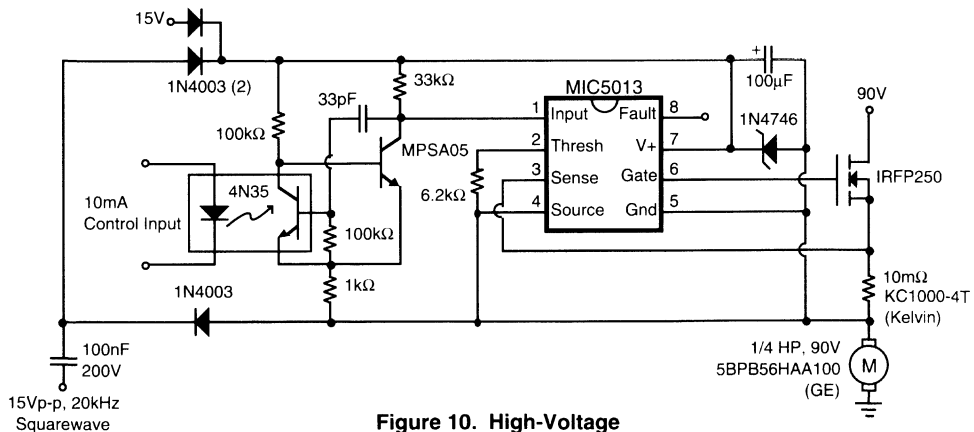 15V
1N4003 (2)
33pF
33kΩ
100kΩ
MPSA05
4N35
10mA
Control Input
100kΩ
1kΩ
1N4003
100nF
200V
15Vp-p, 20kHz
Squarewave
6.2kΩ
MIC5013
1 Input Fault 8
2 Thresh V+ 7
3 Sense Gate 6
4 Source Gnd 5
+
100µF
1N4746
90V
IRFP250
10mΩ
KC1000-4T
(Kelvin)
1/4 HP, 90V
5BPB56HAA100
(GE)
M
Figure 10. High-Voltage